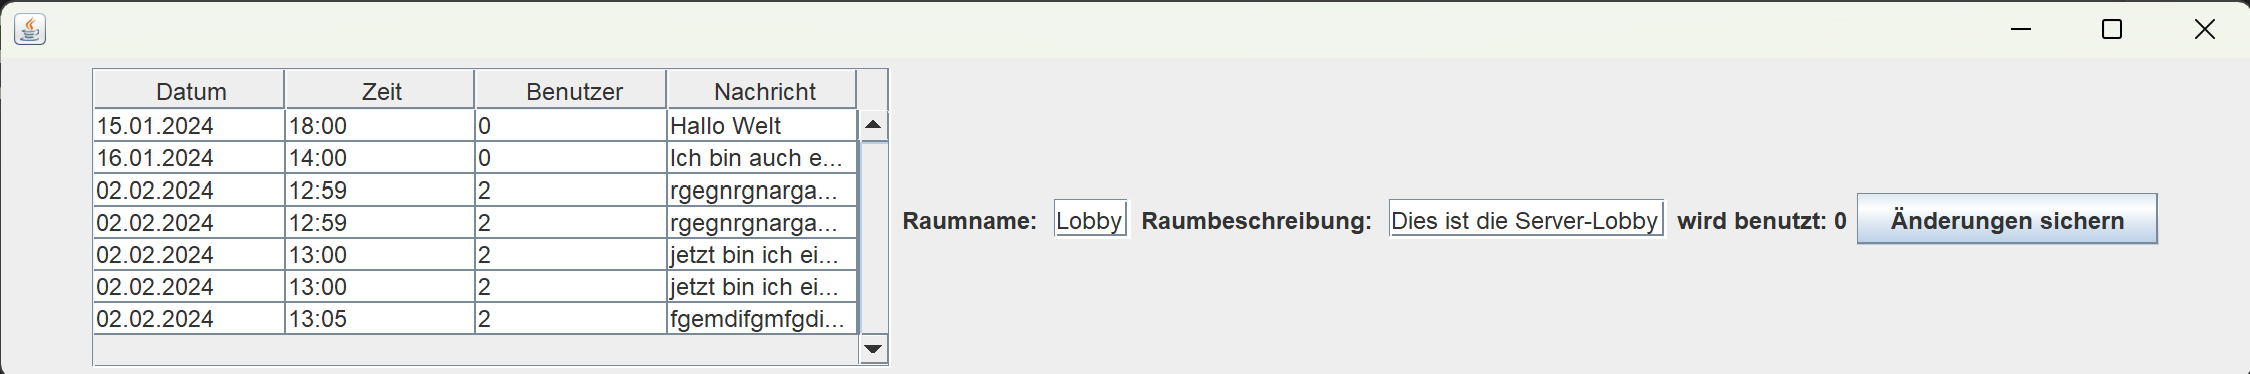 Datum Zeit Benutzer Nachricht
15.01.2024 18:00 0 Hallo Welt
16.01.2024 14:00 0 Ich bin auch e...
02.02.2024 12:59 2 rgegnrgnarga...
02.02.2024 12:59 2 rgegnrgnarga...
02.02.2024 13:00 2 jetzt bin ich ei...
02.02.2024 13:00 2 jetzt bin ich ei...
02.02.2024 13:05 2 fgemdifgmfgdi...
Raumname: Lobby Raumbeschreibung: Dies ist die Server-Lobby wird benutzt: 0 Änderungen sichern